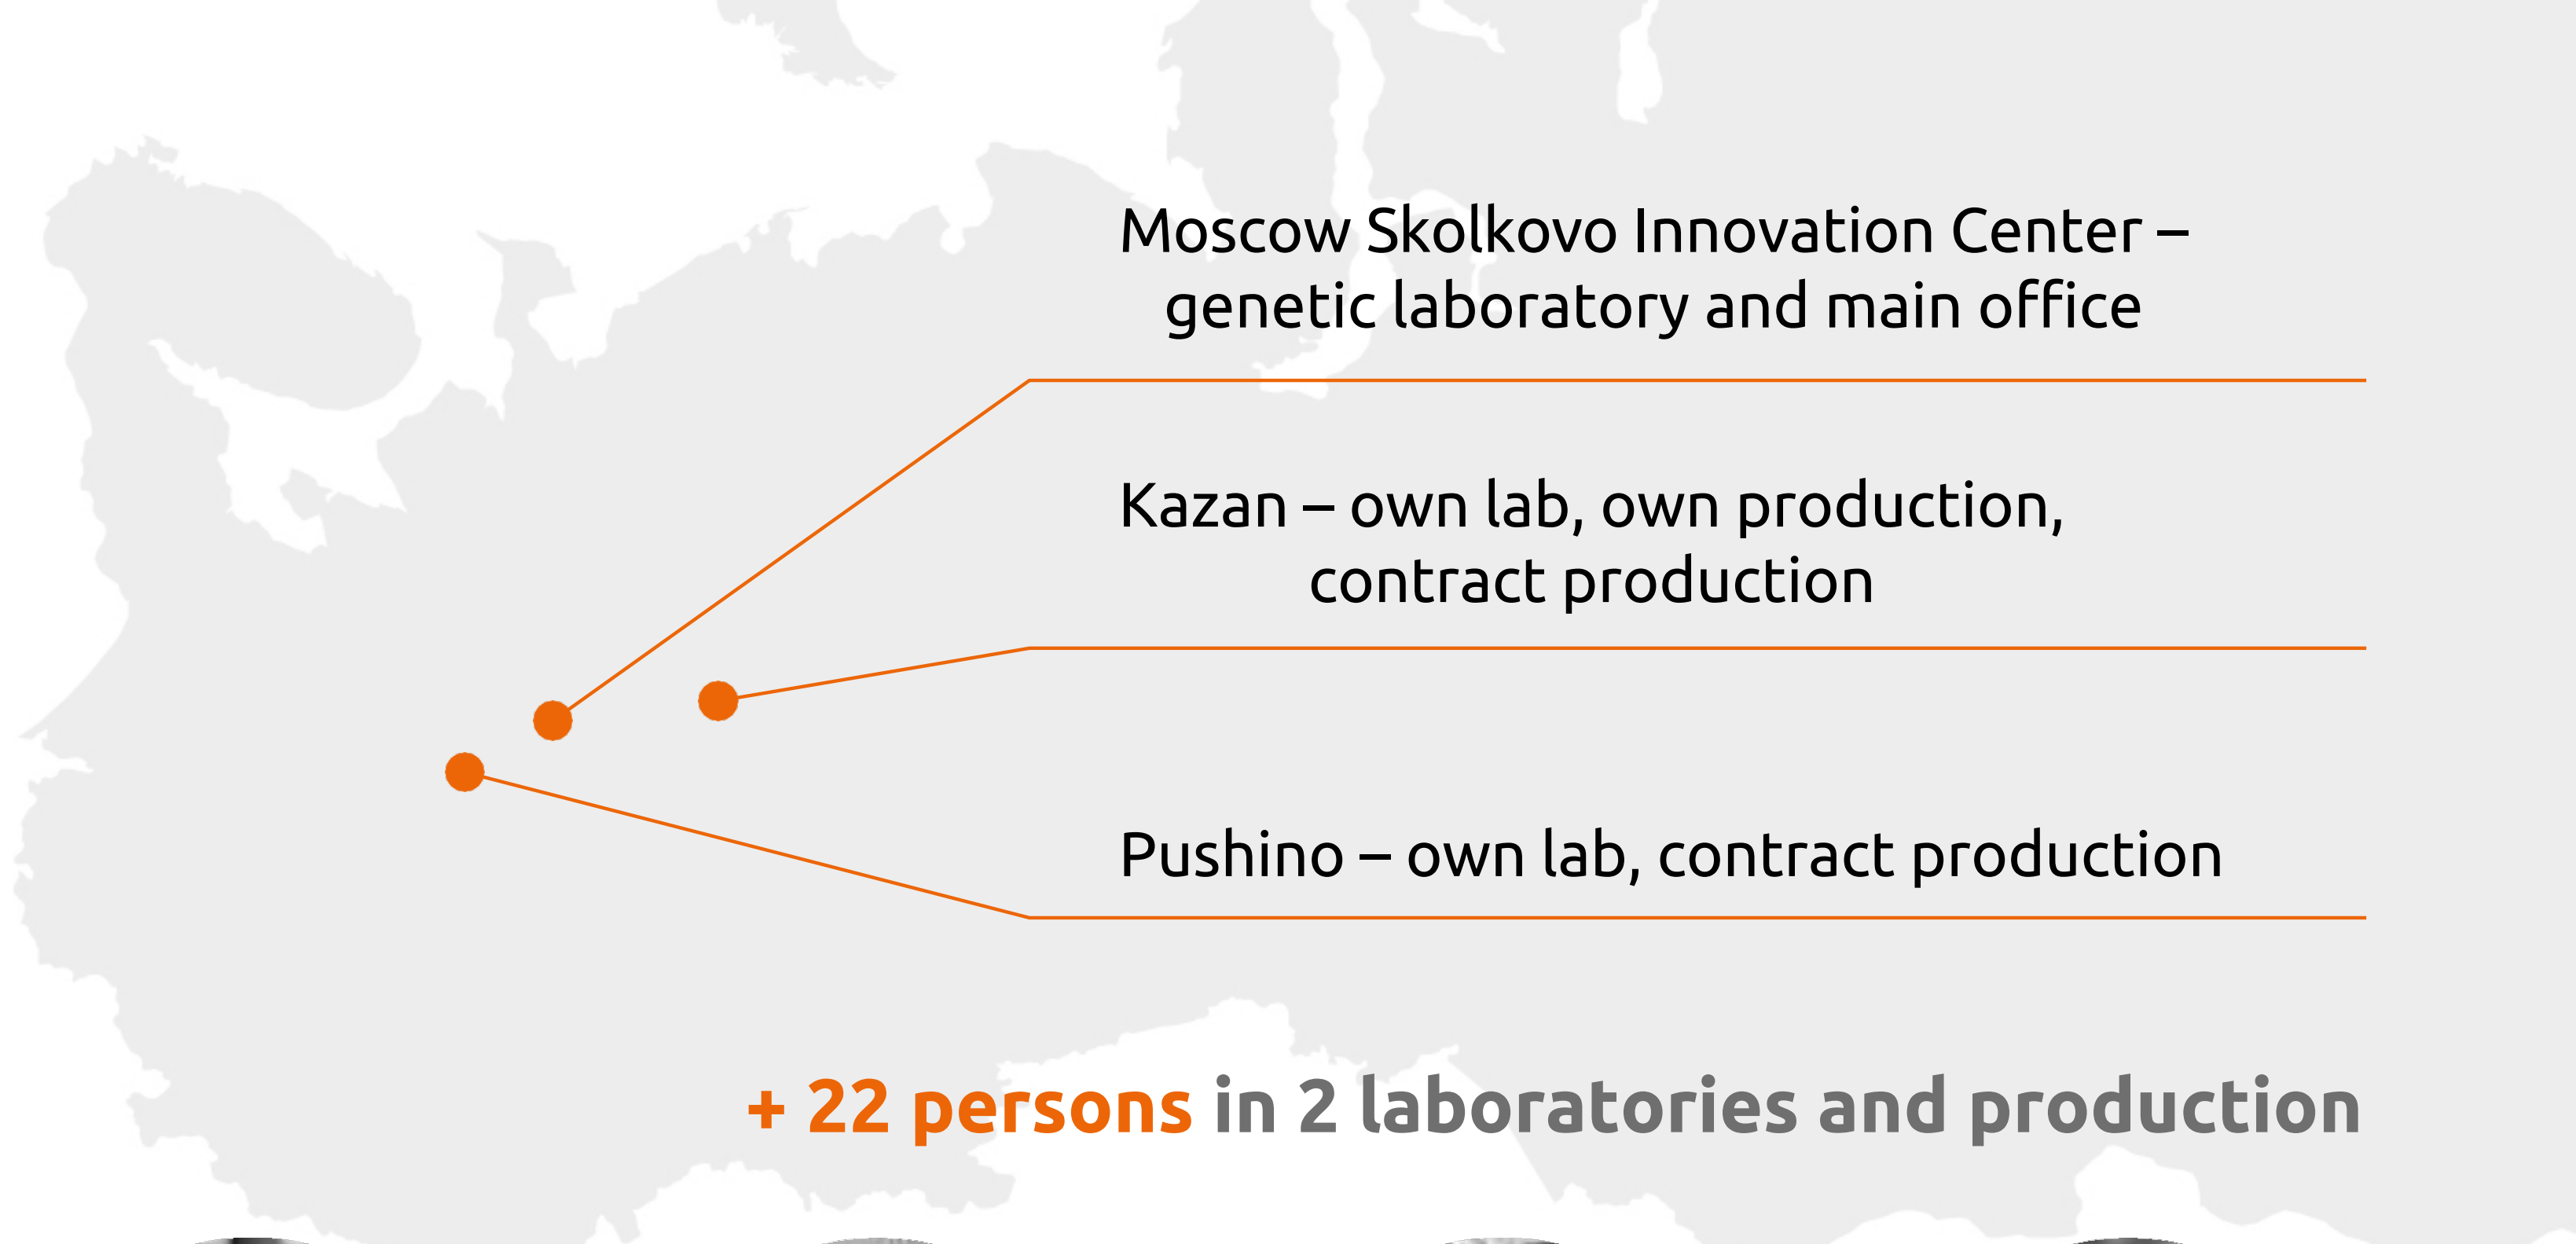 Moscow Skolkovo Innovation Center –
genetic laboratory and main office
Kazan – own lab, own production,
contract production
Pushino – own lab, contract production
+ 22 persons in 2 laboratories and production